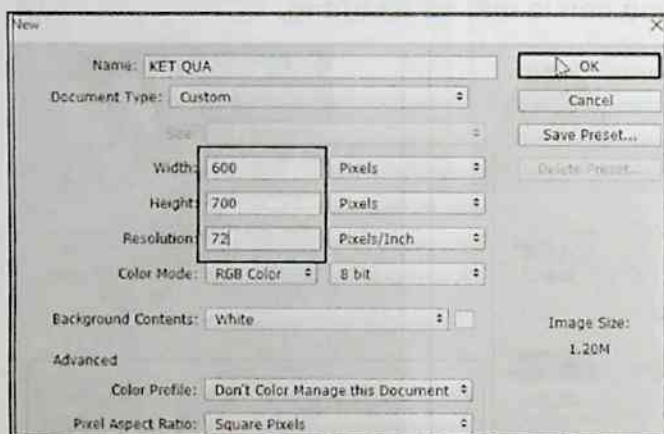 New
Name: KET QUA
OK
Document Type: Custom
Cancel
Size:
Save Preset...
Width: 600 Pixels
Delete Preset...
Height: 700 Pixels
Resolution: 72 Pixels/Inch
Color Mode: RGB Color 8 bit
Background Contents: White
Image Size:
1.20M
Advanced
Color Profile: Don't Color Manage this Document
Pixel Aspect Ratio: Square Pixels